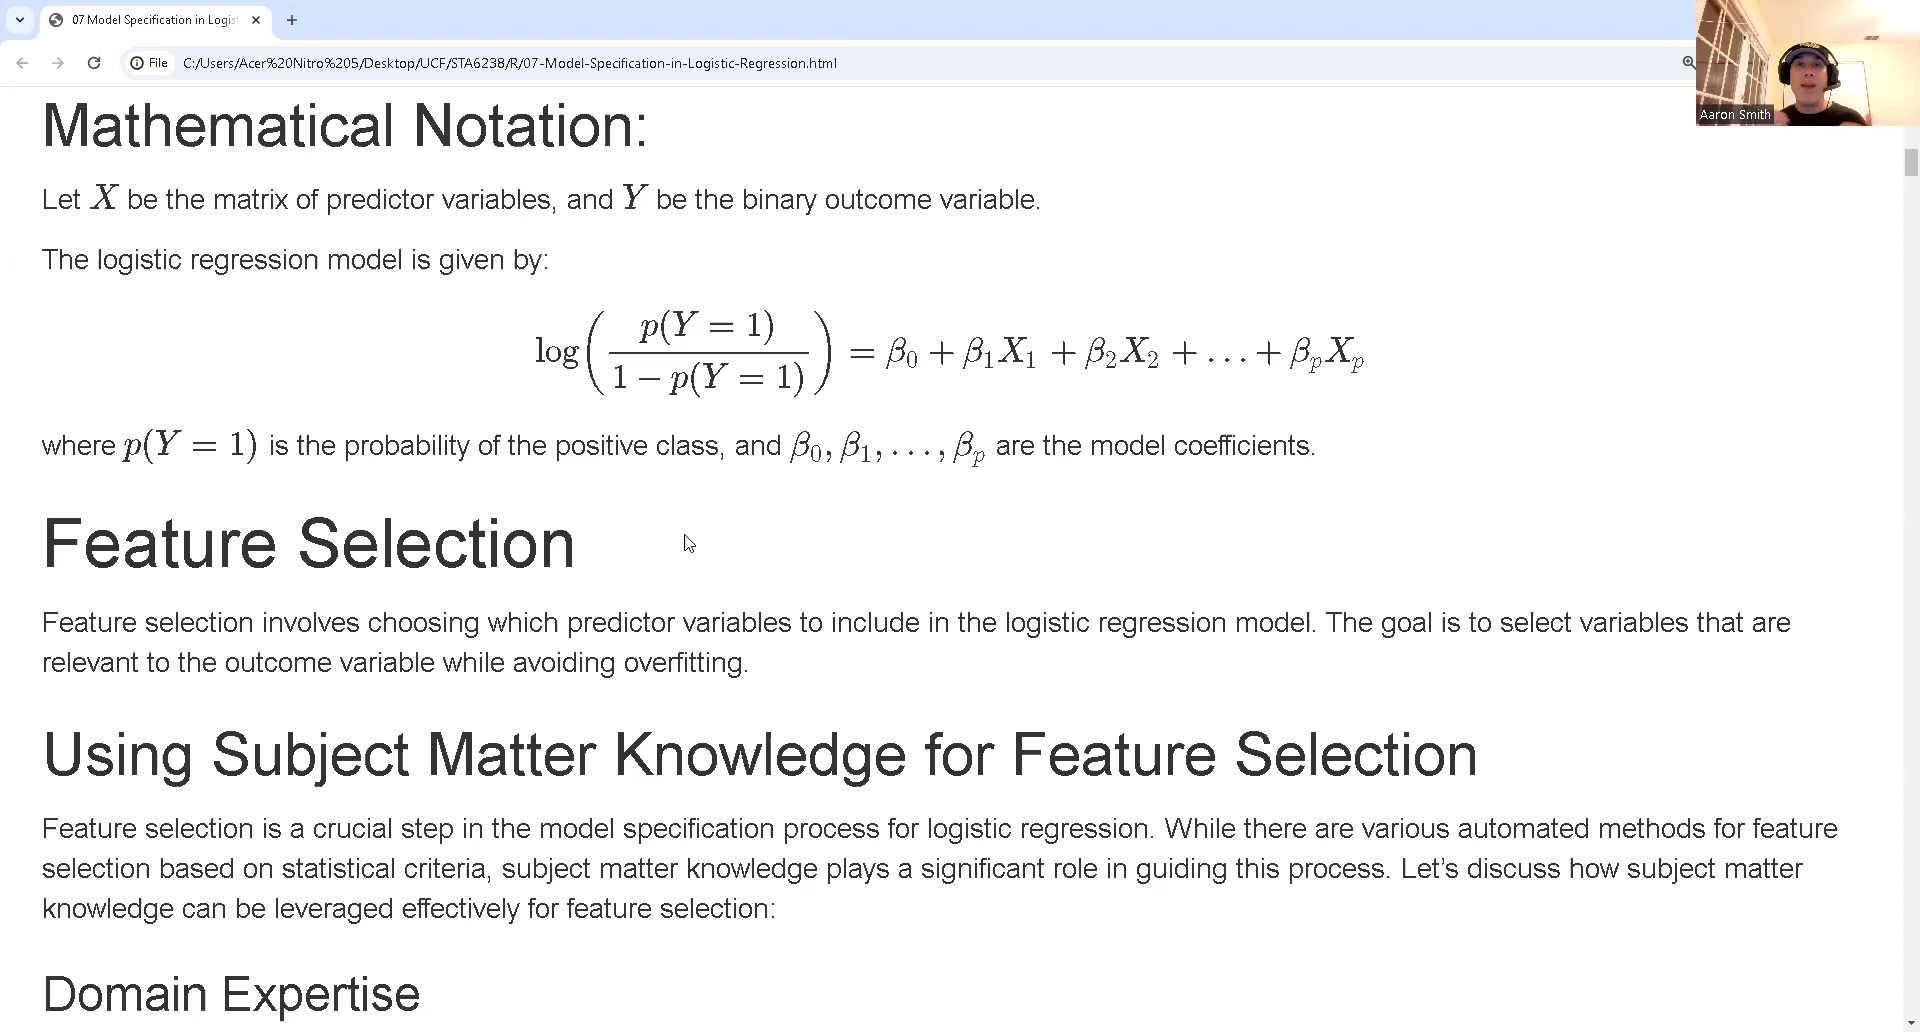 07 Model Specification in Logis
File C:/Users/Acer%20Nitro%205/Desktop/UCF/STA6238/R/07-Model-Specification-in-Logistic-Regression.html
Aaron Smith
Mathematical Notation:
Let X be the matrix of predictor variables, and Y be the binary outcome variable.
The logistic regression model is given by:
log( p(Y = 1) / 1 − p(Y = 1) ) = β₀ + β₁X₁ + β₂X₂ + … + βₚXₚ
where p(Y = 1) is the probability of the positive class, and β₀, β₁, …, βₚ are the model coefficients.
Feature Selection
Feature selection involves choosing which predictor variables to include in the logistic regression model. The goal is to select variables that are
relevant to the outcome variable while avoiding overfitting.
Using Subject Matter Knowledge for Feature Selection
Feature selection is a crucial step in the model specification process for logistic regression. While there are various automated methods for feature
selection based on statistical criteria, subject matter knowledge plays a significant role in guiding this process. Let’s discuss how subject matter
knowledge can be leveraged effectively for feature selection:
Domain Expertise